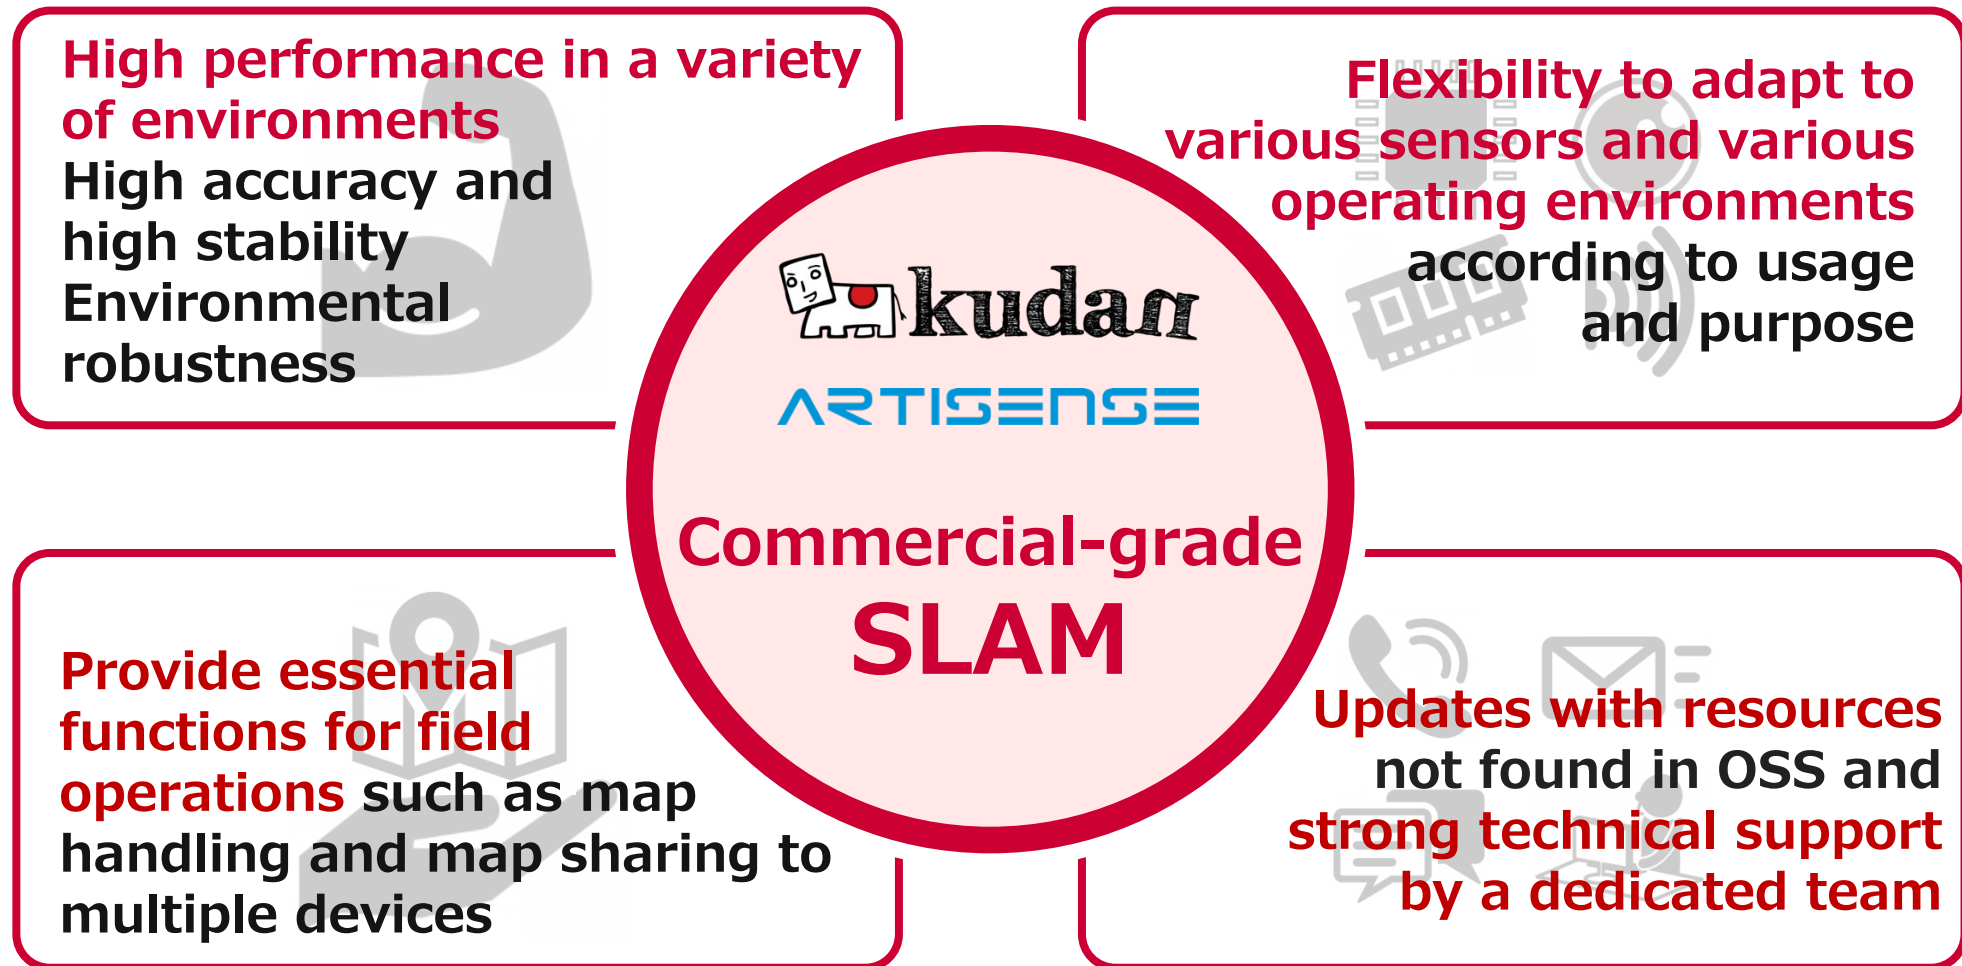 High performance in a variety
of environments
High accuracy and
high stability
Environmental
robustness
Flexibility to adapt to
various sensors and various
operating environments
according to usage
and purpose
kudan
ARTISENSE
Commercial-grade
SLAM
Provide essential
functions for field
operations such as map
handling and map sharing to
multiple devices
Updates with resources
not found in OSS and
strong technical support
by a dedicated team